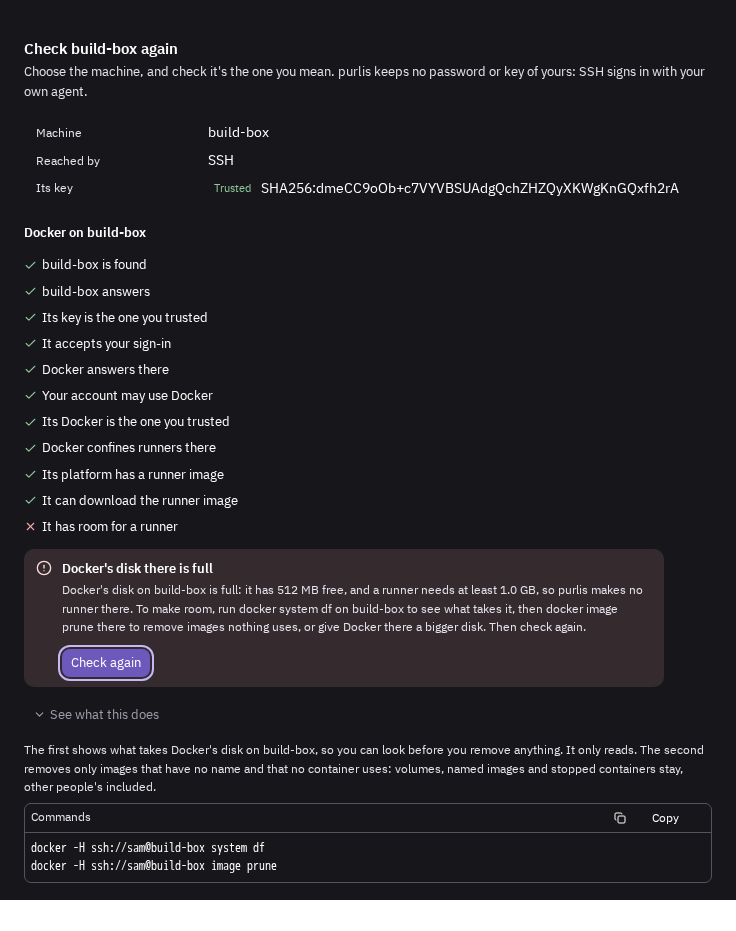 Check build-box again
Choose the machine, and check it's the one you mean. purlis keeps no password or key of yours: SSH signs in with your
own agent.
Machine build-box
Reached by SSH
Its key Trusted SHA256:dmeCC9oOb+c7VYVBSUAdgQchZHZQyXKWgKnGQxfh2rA
Docker on build-box
build-box is found
build-box answers
Its key is the one you trusted
It accepts your sign-in
Docker answers there
Your account may use Docker
Its Docker is the one you trusted
Docker confines runners there
Its platform has a runner image
It can download the runner image
It has room for a runner
Docker's disk there is full
Docker's disk on build-box is full: it has 512 MB free, and a runner needs at least 1.0 GB, so purlis makes no
runner there. To make room, run docker system df on build-box to see what takes it, then docker image
prune there to remove images nothing uses, or give Docker there a bigger disk. Then check again.
Check again
See what this does
The first shows what takes Docker's disk on build-box, so you can look before you remove anything. It only reads. The second
removes only images that have no name and that no container uses: volumes, named images and stopped containers stay,
other people's included.
Commands Copy
docker -H ssh://sam@build-box system df
docker -H ssh://sam@build-box image prune